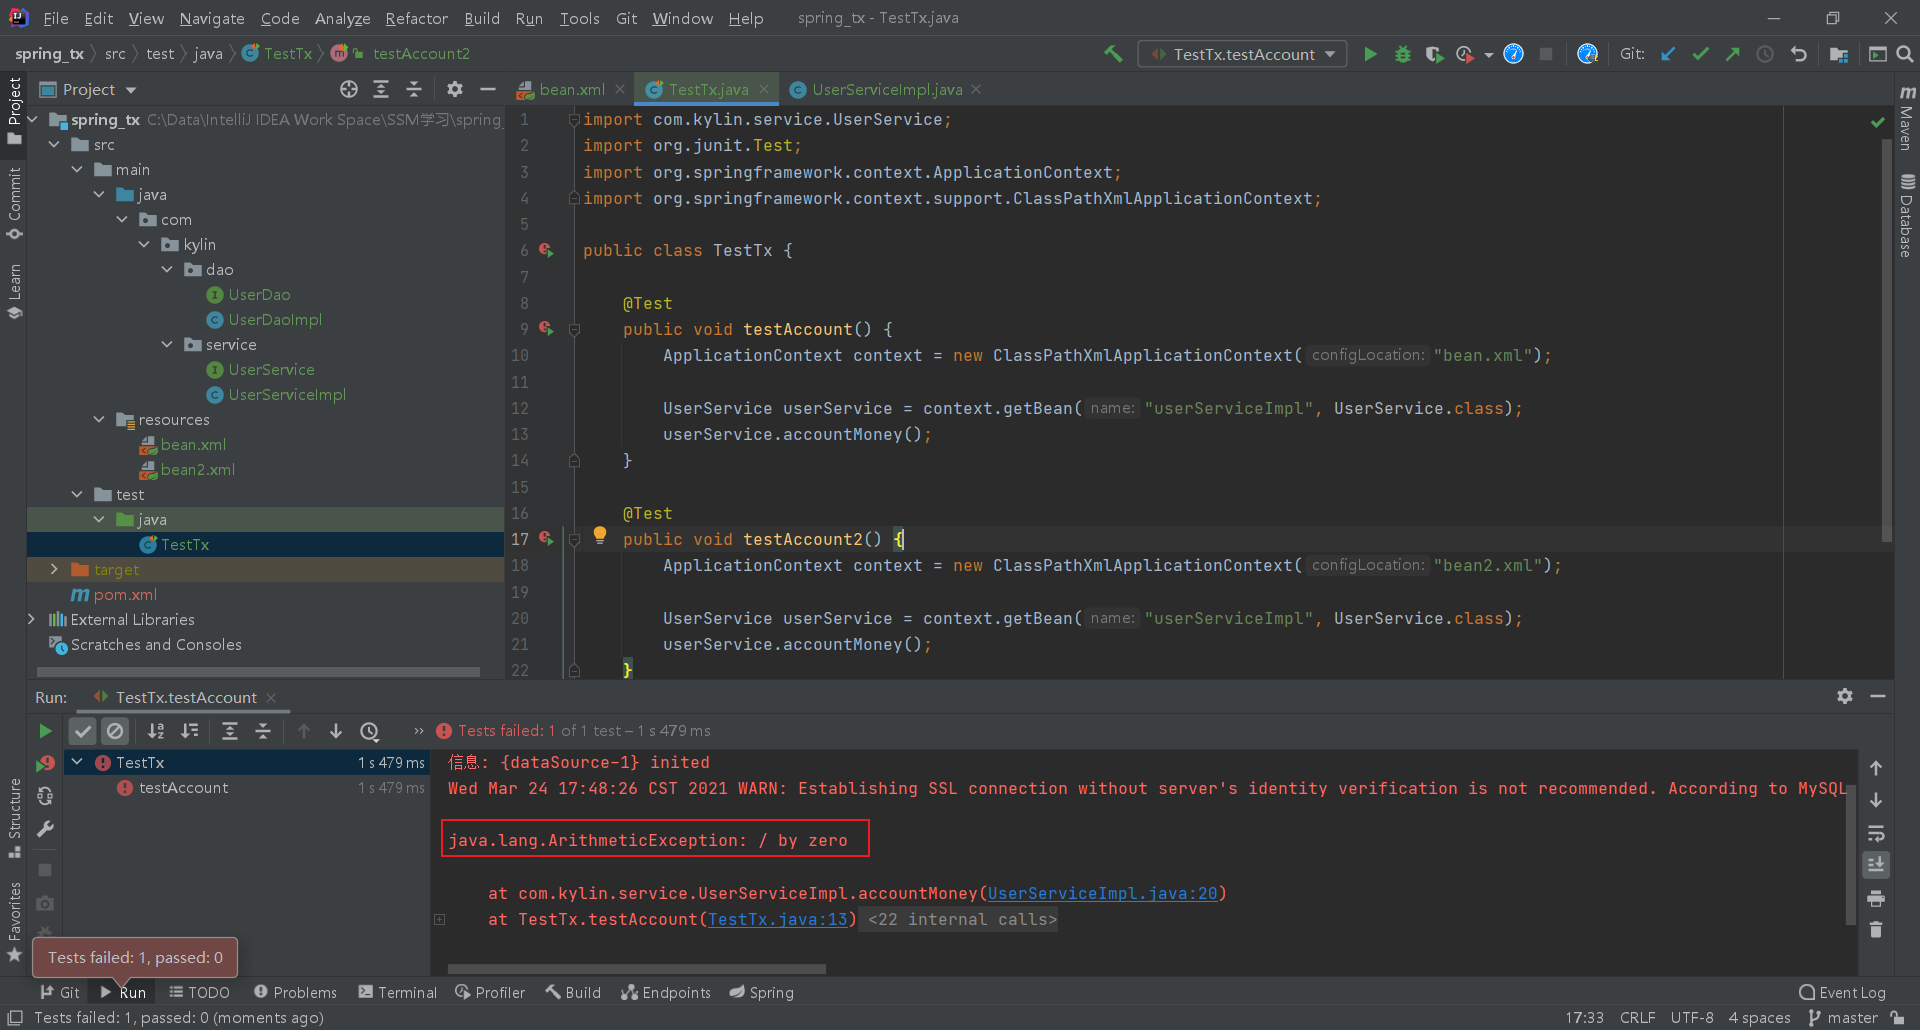 File Edit View Navigate Code Analyze Refactor Build Run Tools Git Window Help spring_tx - TestTx.java
spring_tx src test java TestTx testAccount2 TestTx.testAccount Git:
Project
Commit
Learn
Structure
Favorites
Project
spring_tx C:\Data\IntelliJ IDEA Work Space\SSM学习\spring_
src
main
java
com
kylin
dao
UserDao
UserDaoImpl
service
UserService
UserServiceImpl
resources
bean.xml
bean2.xml
test
java
TestTx
target
pom.xml
External Libraries
Scratches and Consoles
bean.xml TestTx.java UserServiceImpl.java
1 import com.kylin.service.UserService;
2 import org.junit.Test;
3 import org.springframework.context.ApplicationContext;
4 import org.springframework.context.support.ClassPathXmlApplicationContext;
5
6 public class TestTx {
7
8 @Test
9 public void testAccount() {
10 ApplicationContext context = new ClassPathXmlApplicationContext( configLocation: "bean.xml");
11
12 UserService userService = context.getBean( name: "userServiceImpl", UserService.class);
13 userService.accountMoney();
14 }
15
16 @Test
17 public void testAccount2() {
18 ApplicationContext context = new ClassPathXmlApplicationContext( configLocation: "bean2.xml");
19
20 UserService userService = context.getBean( name: "userServiceImpl", UserService.class);
21 userService.accountMoney();
22 }
Maven
Database
Run: TestTx.testAccount
Tests failed: 1 of 1 test – 1 s 479 ms
TestTx 1 s 479 ms
testAccount 1 s 479 ms
信息: {dataSource-1} inited
Wed Mar 24 17:48:26 CST 2021 WARN: Establishing SSL connection without server's identity verification is not recommended. According to MySQL
java.lang.ArithmeticException: / by zero
at com.kylin.service.UserServiceImpl.accountMoney(UserServiceImpl.java:20)
at TestTx.testAccount(TestTx.java:13) <22 internal calls>
Tests failed: 1, passed: 0
Git Run TODO Problems Terminal Profiler Build Endpoints Spring Event Log
Tests failed: 1, passed: 0 (moments ago) 17:33 CRLF UTF-8 4 spaces master